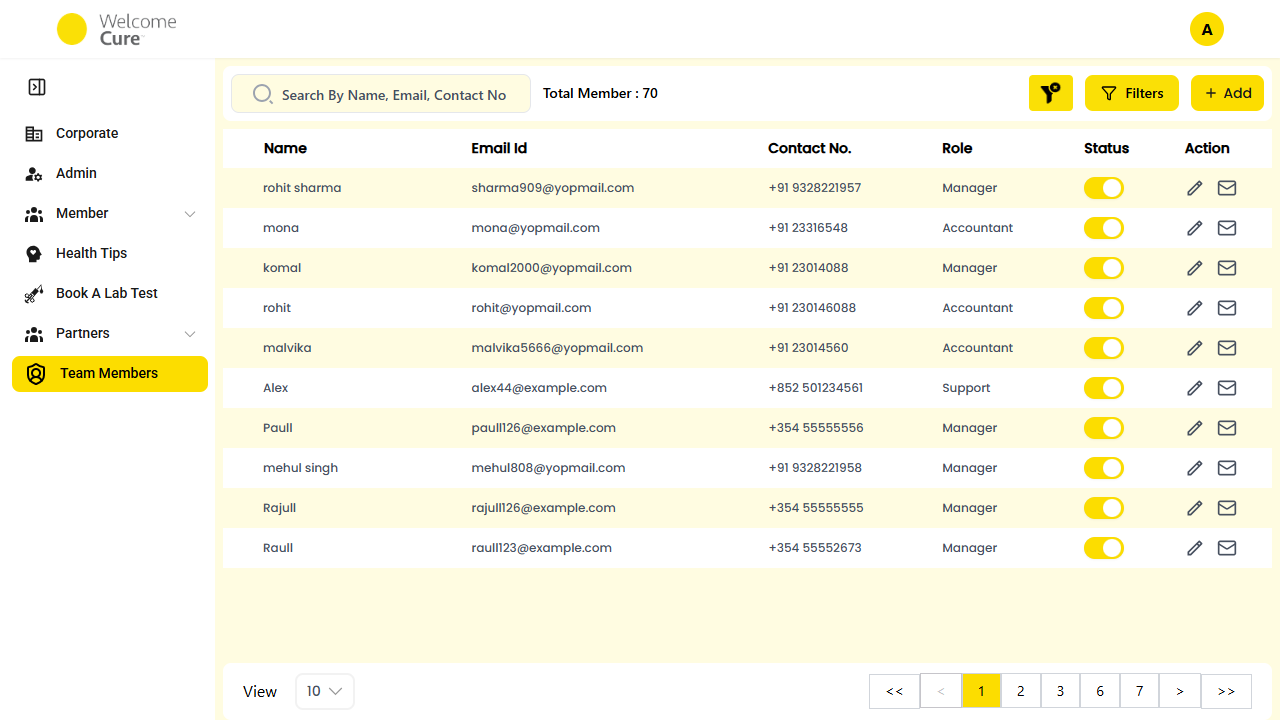 Welcome
Cure™
A
Search By Name, Email, Contact No
Total Member : 70
Filters
+ Add
Corporate
Admin
Member
Health Tips
Book A Lab Test
Partners
Team Members
Name Email Id Contact No. Role Status Action
rohit sharma sharma909@yopmail.com +91 9328221957 Manager
mona mona@yopmail.com +91 23316548 Accountant
komal komal2000@yopmail.com +91 23014088 Manager
rohit rohit@yopmail.com +91 230146088 Accountant
malvika malvika5666@yopmail.com +91 23014560 Accountant
Alex alex44@example.com +852 501234561 Support
Paull paull126@example.com +354 55555556 Manager
mehul singh mehul808@yopmail.com +91 9328221958 Manager
Rajull rajull126@example.com +354 55555555 Manager
Raull raull123@example.com +354 55552673 Manager
View 10 << < 1 2 3 6 7 > >>